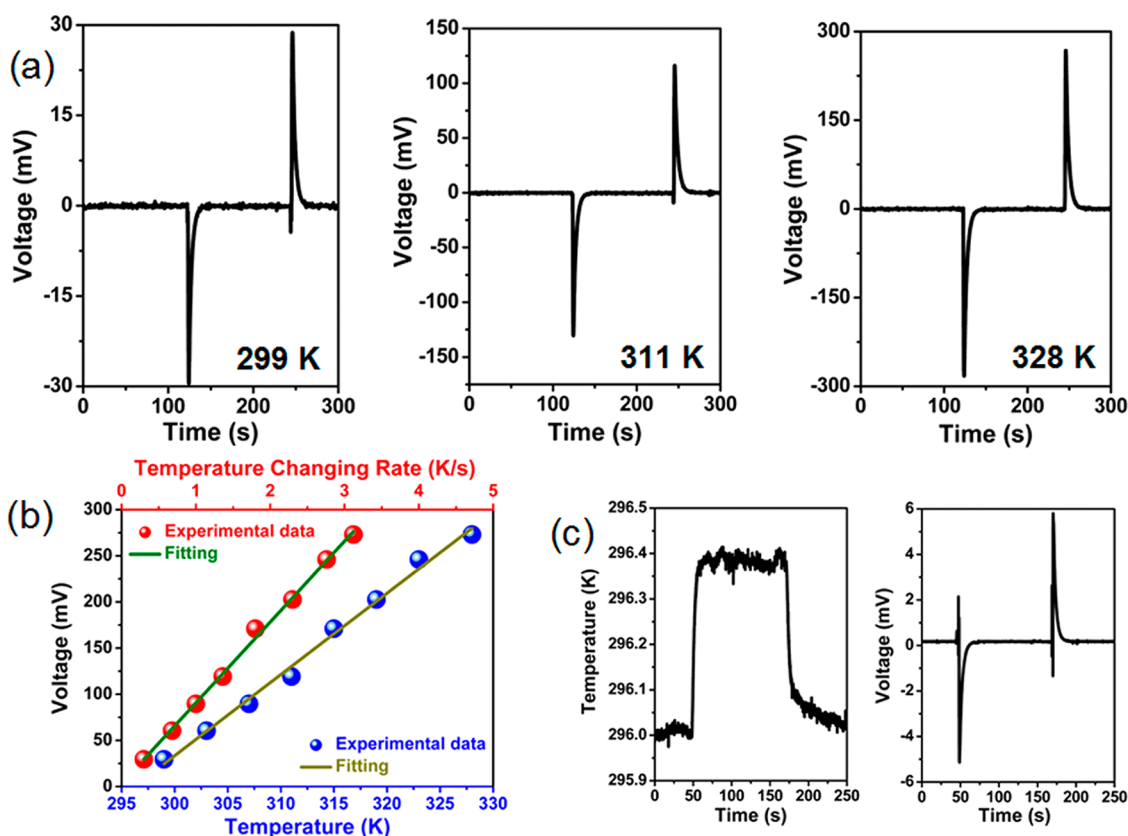 (a)
30
15
0
-15
-30
Voltage (mV)
0 100 200 300
Time (s)
299 K
150
100
50
0
-50
-100
-150
Voltage (mV)
0 100 200 300
Time (s)
311 K
300
150
0
-150
-300
Voltage (mV)
0 100 200 300
Time (s)
328 K
(b)
Temperature Changing Rate (K/s)
0 1 2 3 4 5
300
250
200
150
100
50
0
Voltage (mV)
Experimental data
Fitting
Experimental data
Fitting
295 300 305 310 315 320 325 330
Temperature (K)
(c)
296.5
296.4
296.3
296.2
296.1
296.0
295.9
Temperature (K)
0 50 100 150 200 250
Time (s)
6
4
2
0
-2
-4
-6
Voltage (mV)
0 50 100 150 200 250
Time (s)